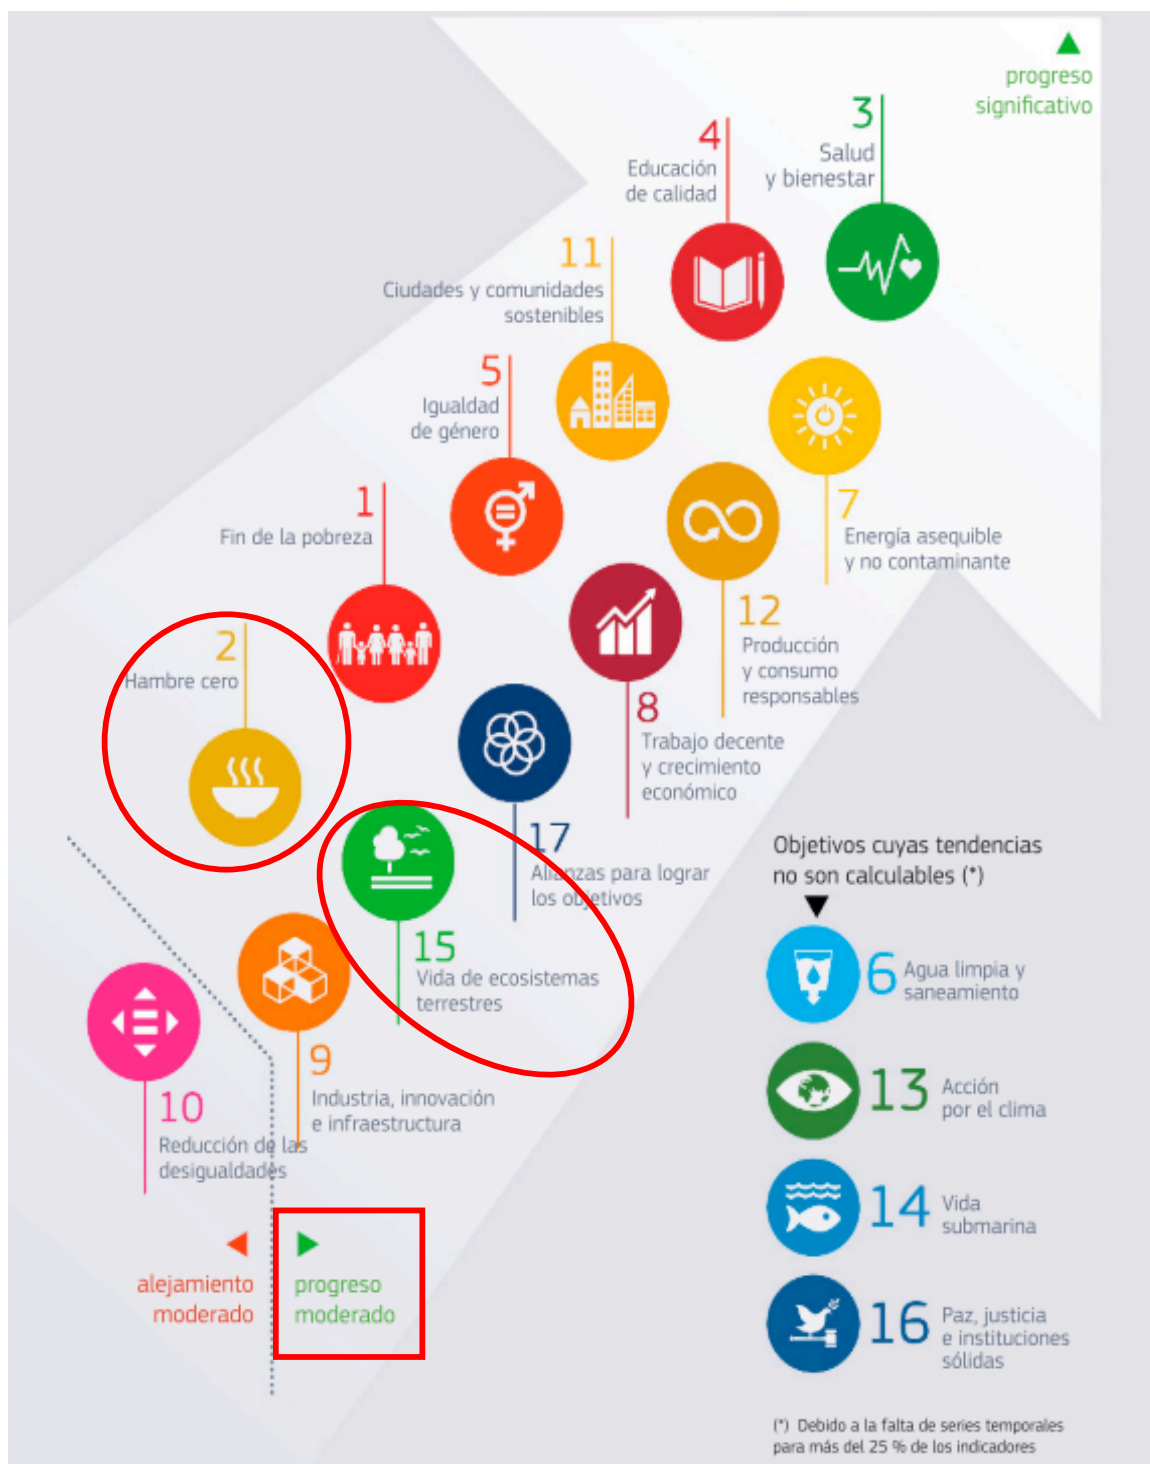 progreso
significativo
3
Salud
y bienestar
4
Educación
de calidad
11
Ciudades y comunidades
sostenibles
5
Igualdad
de género
7
Energía asequible
y no contaminante
1
Fin de la pobreza
12
Producción
y consumo
responsables
2
Hambre cero
8
Trabajo decente
y crecimiento
económico
17
Alianzas para lograr
los objetivos
15
Vida de ecosistemas
terrestres
9
Industria, innovación
e infraestructura
10
Reducción de las
desigualdades
alejamiento
moderado
progreso
moderado
Objetivos cuyas tendencias
no son calculables (*)
6
Agua limpia y
saneamiento
13
Acción
por el clima
14
Vida
submarina
16
Paz, justicia
e instituciones
sólidas
(*) Debido a la falta de series temporales
para más del 25 % de los indicadores